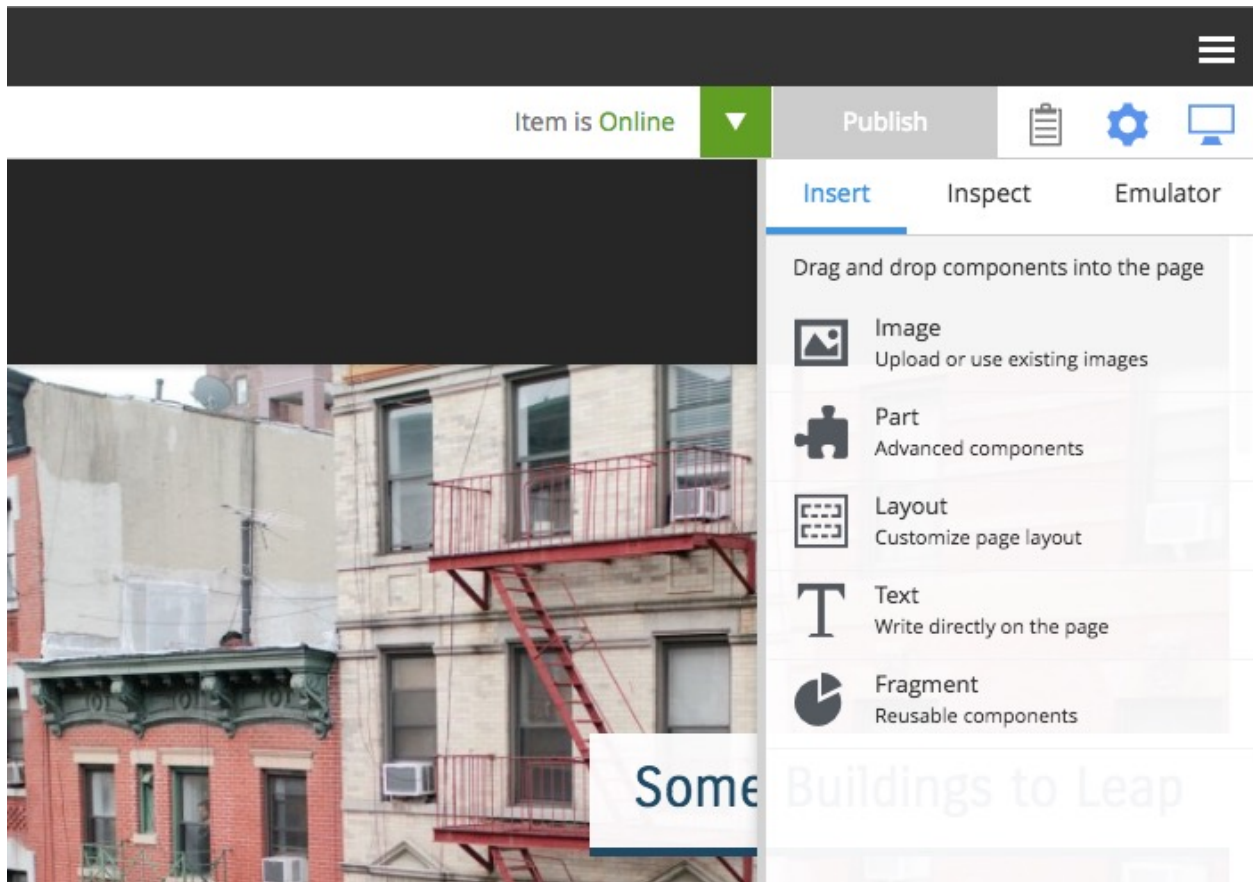 Item is Online
Publish
Insert Inspect Emulator
Drag and drop components into the page
Image
Upload or use existing images
Part
Advanced components
Layout
Customize page layout
Text
Write directly on the page
Fragment
Reusable components
Some Buildings to Leap